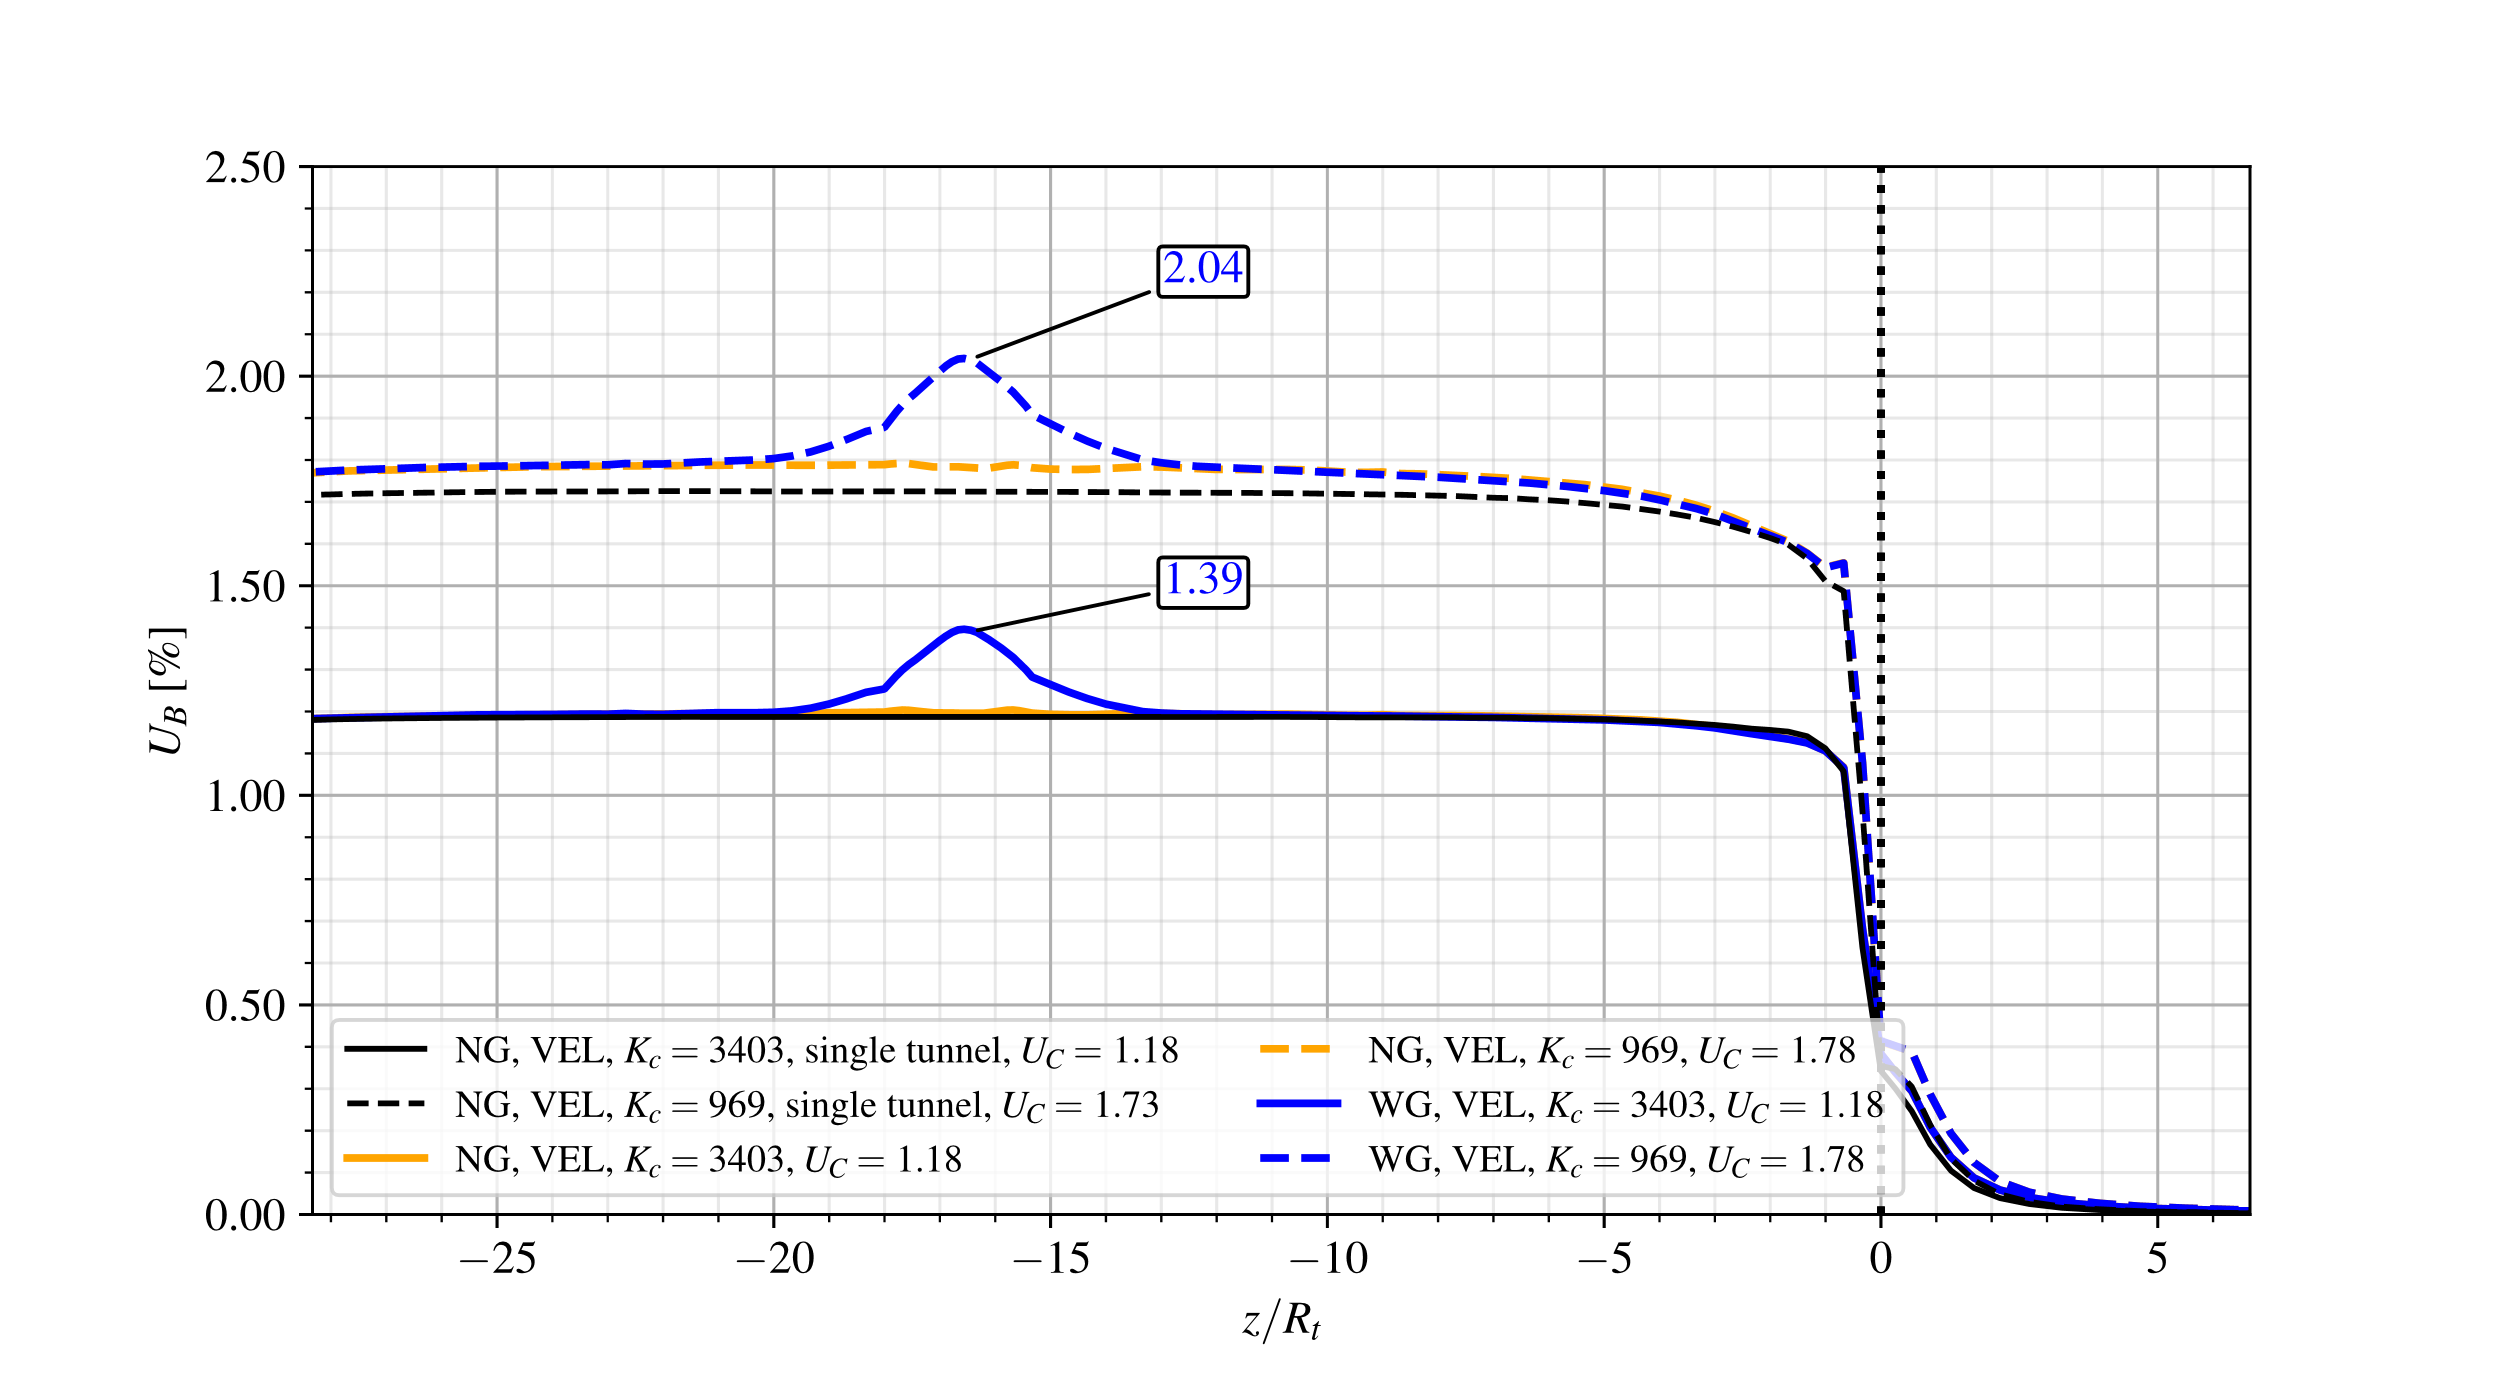 2.50
2.04
2.00
1.50
1.39
1.00
0.50
0.00
U_B [%]
NG, VEL, K_c = 3403, single tunnel, U_C = 1.18
NG, VEL, K_c = 969, single tunnel, U_C = 1.73
NG, VEL, K_c = 3403, U_C = 1.18
NG, VEL, K_c = 969, U_C = 1.78
WG, VEL, K_c = 3403, U_C = 1.18
WG, VEL, K_c = 969, U_C = 1.78
−25 −20 −15 −10 −5 0 5
z/R_t